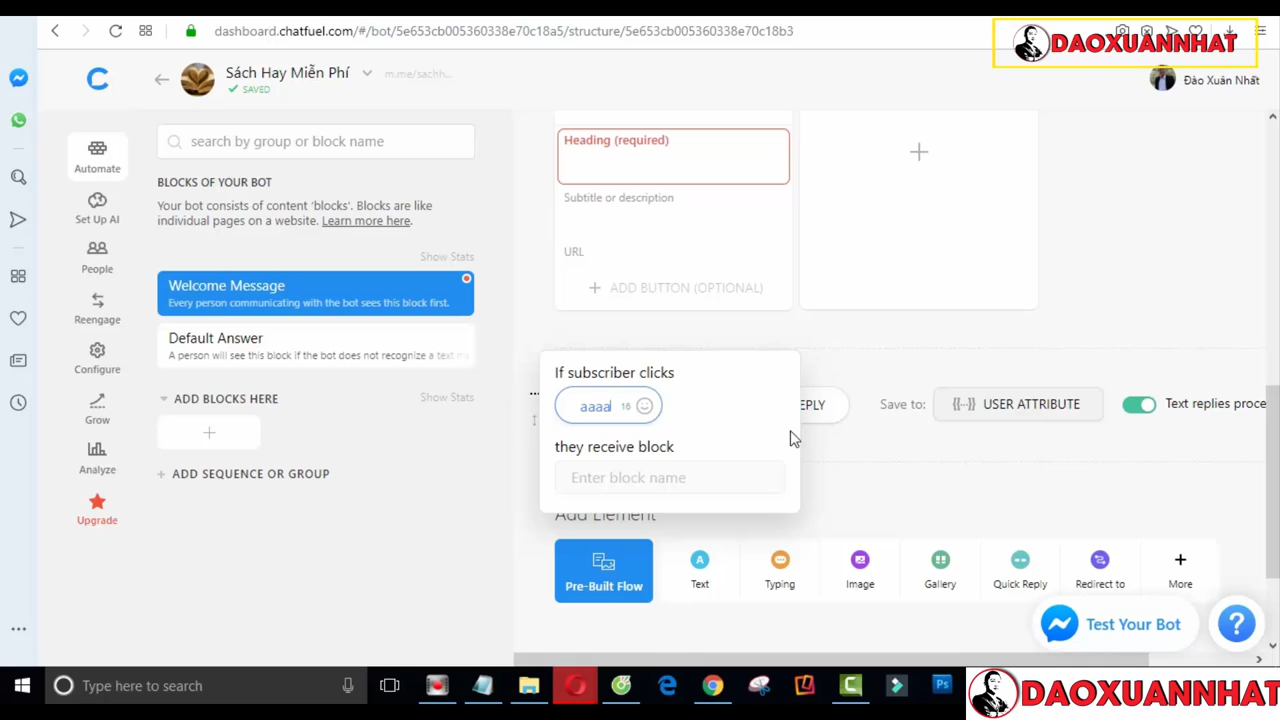 dashboard.chatfuel.com/#/bot/5e653cb005360338e70c18a5/structure/5e653cb005360338e70c18b3
DAOXUANNHAT
Sách Hay Miễn Phí
m.me/sachh...
SAVED
Đào Xuân Nhất
Automate
Set Up AI
People
Reengage
Configure
Grow
Analyze
Upgrade
search by group or block name
BLOCKS OF YOUR BOT
Your bot consists of content 'blocks'. Blocks are like
individual pages on a website. Learn more here.
Show Stats
Welcome Message
Every person communicating with the bot sees this block first.
Default Answer
A person will see this block if the bot does not recognize a text
ADD BLOCKS HERE
Show Stats
ADD SEQUENCE OR GROUP
Heading (required)
Subtitle or description
URL
ADD BUTTON (OPTIONAL)
If subscriber clicks
aaaa 16
they receive block
Enter block name
EPLY
Save to:
{(···)} USER ATTRIBUTE
Text replies proce
Add Element
Pre-Built Flow
Text
Typing
Image
Gallery
Quick Reply
Redirect to
More
Test Your Bot
?
Type here to search
Ps
DAOXUANNHAT